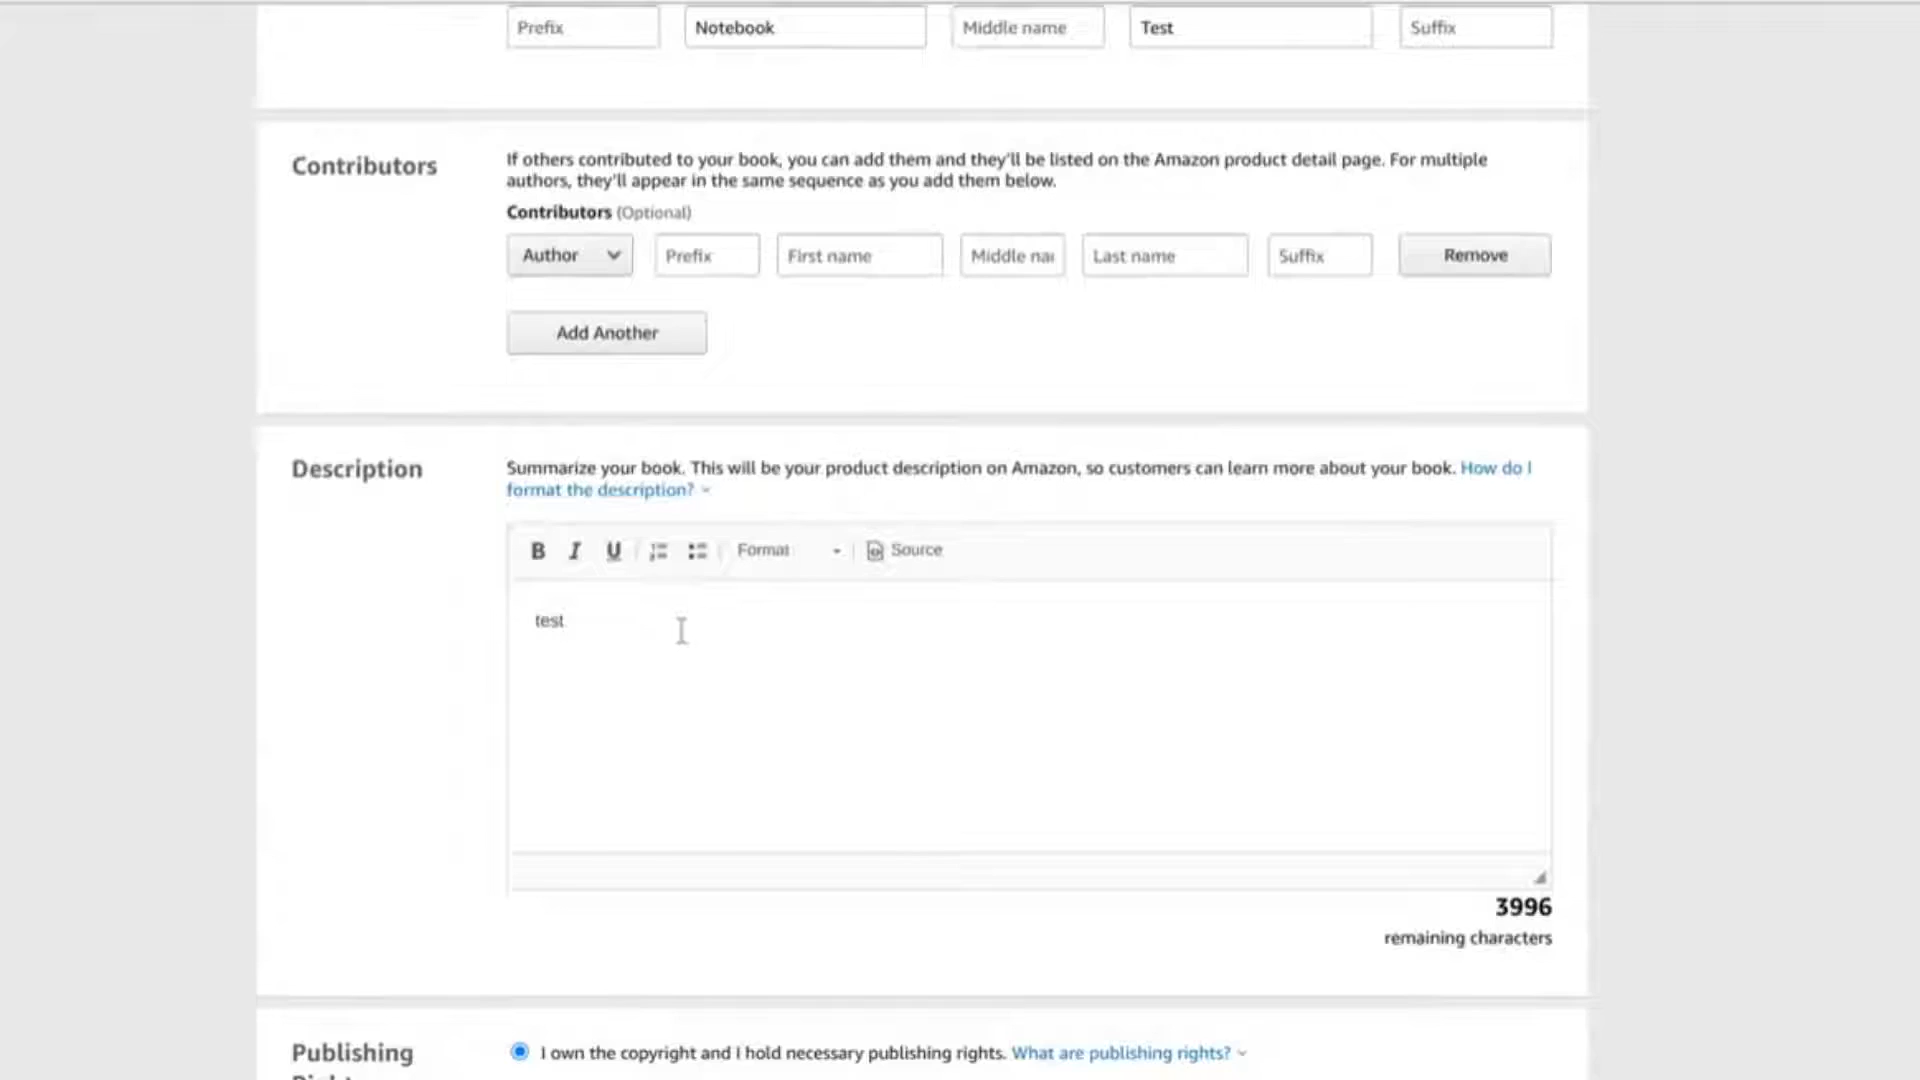 Prefix Notebook Middle name Test Suffix
Contributors
If others contributed to your book, you can add them and they'll be listed on the Amazon product detail page. For multiple
authors, they'll appear in the same sequence as you add them below.
Contributors (Optional)
Author Prefix First name Middle nai Last name Suffix Remove
Add Another
Description
Summarize your book. This will be your product description on Amazon, so customers can learn more about your book. How do I
format the description?
B I U Format Source
test
3996
remaining characters
Publishing
I own the copyright and I hold necessary publishing rights. What are publishing rights?